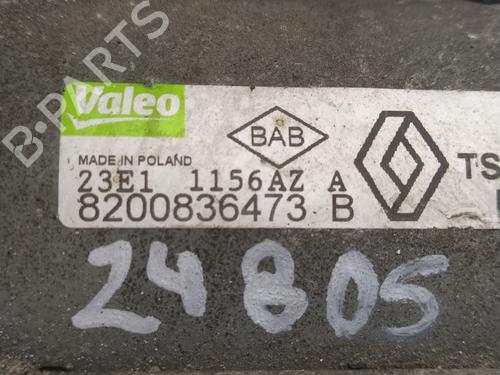 B-PARTS
Valeo
BAB
MADE IN POLAND
TS
23E1 1156AZ A
8200836473 B
24805